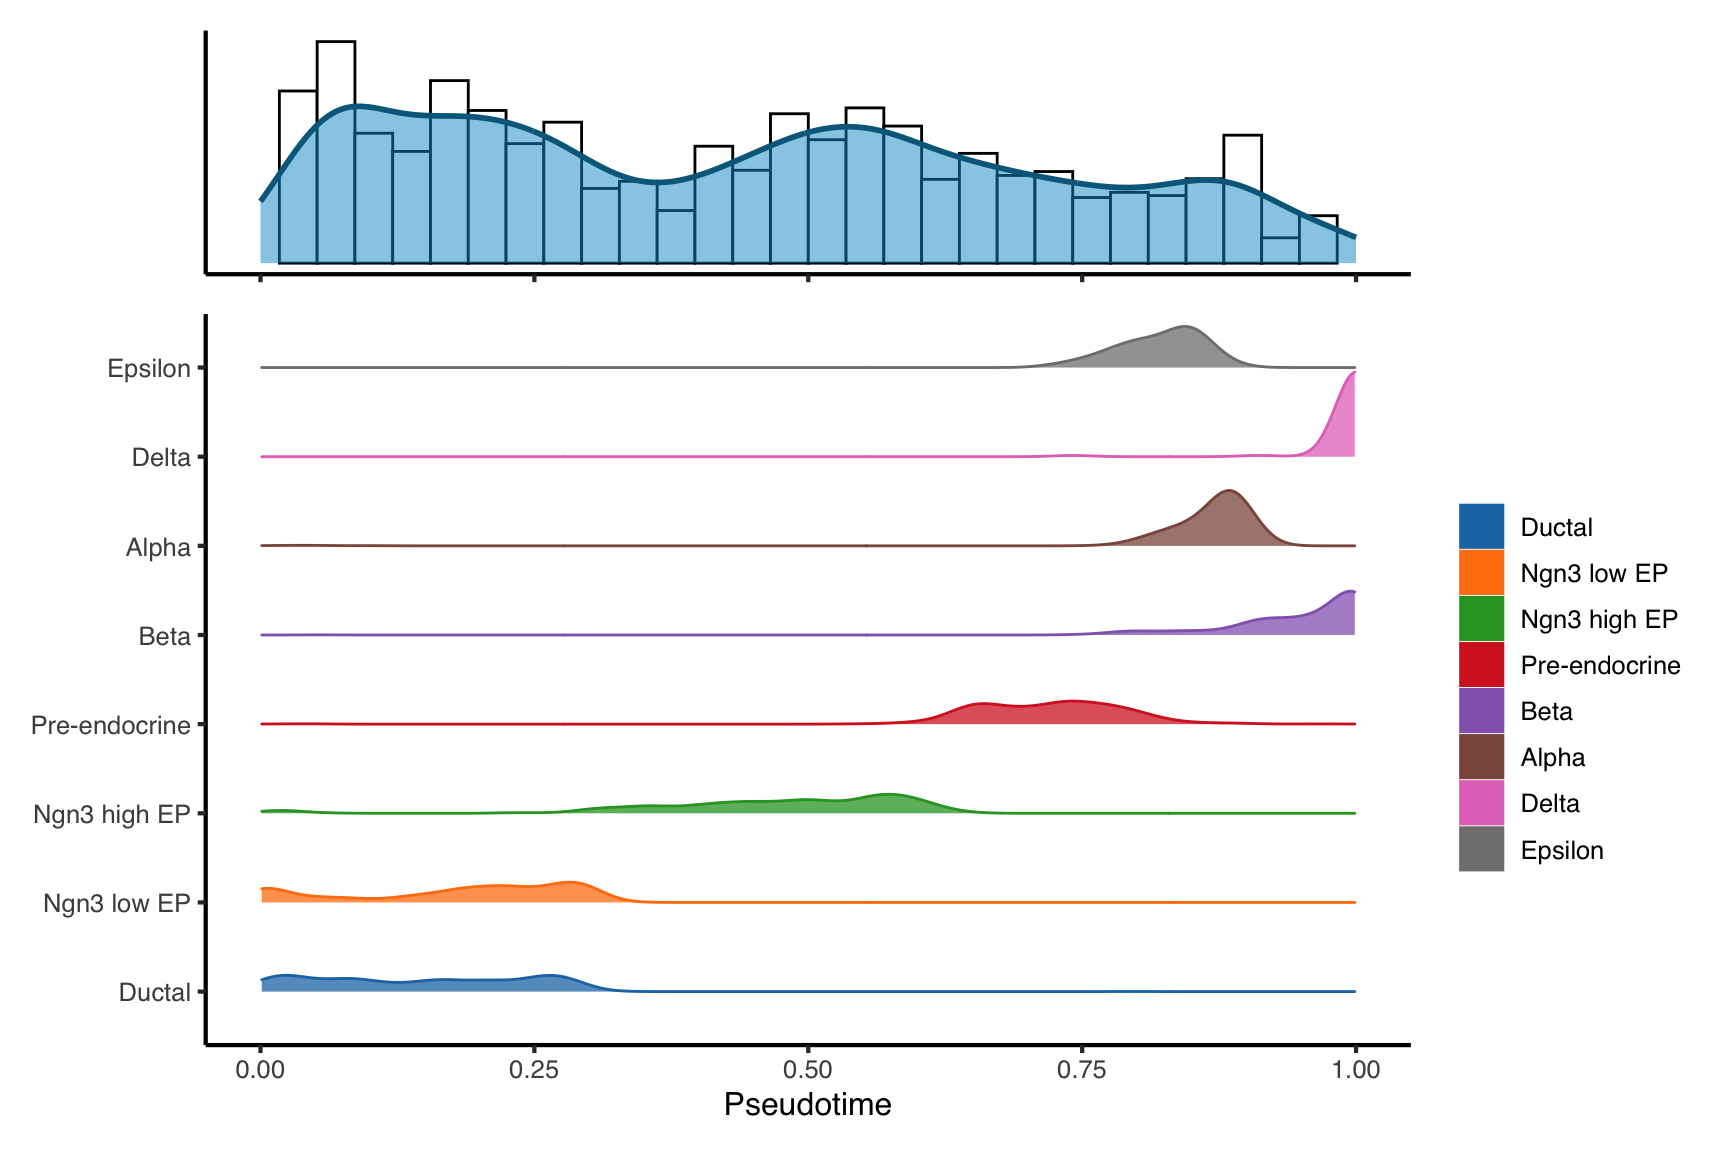 Epsilon
Delta
Alpha
Beta
Pre-endocrine
Ngn3 high EP
Ngn3 low EP
Ductal
0.00 0.25 0.50 0.75 1.00
Pseudotime
Ductal
Ngn3 low EP
Ngn3 high EP
Pre-endocrine
Beta
Alpha
Delta
Epsilon